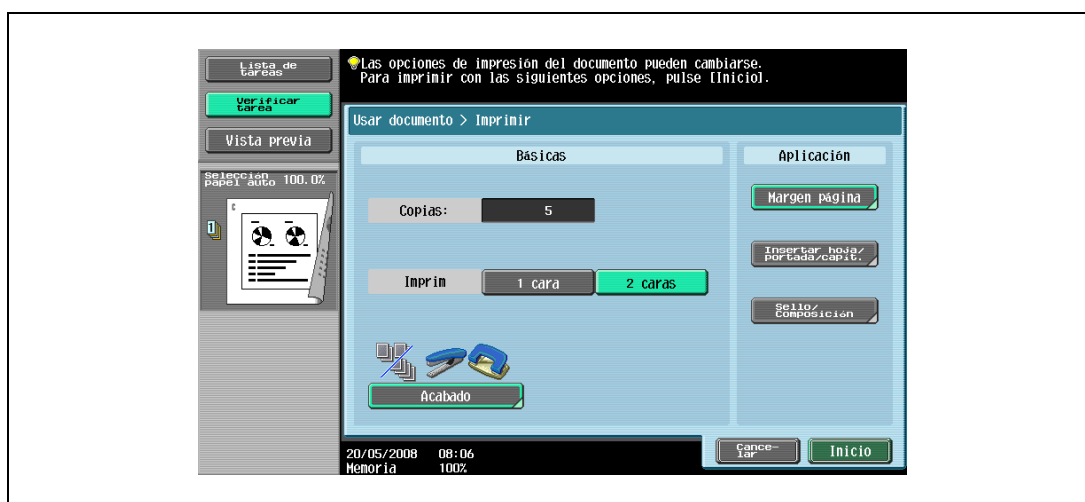 Lista de
tareas
Verificar
tarea
Vista previa
Selección
papel auto 100.0%
1
Las opciones de impresión del documento pueden cambiarse.
Para imprimir con las siguientes opciones, pulse [Inicio].
Usar documento > Imprimir
Básicas
Copias: 5
Imprim 1 cara 2 caras
Acabado
Aplicación
Margen página
Insertar hoja/
portada/capít.
Sello/
Composición
20/05/2008 08:06
Memoria 100%
Cance-
lar
Inicio